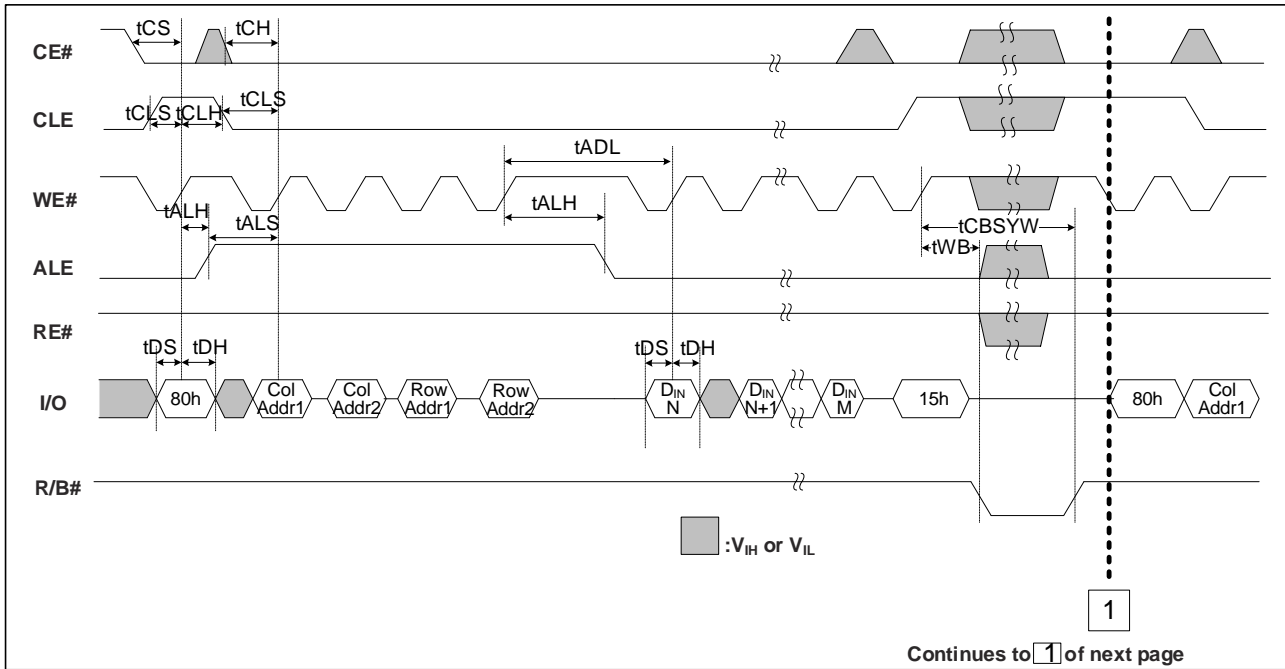 tCS
tCH
CE#
tCLS
tCLS
tCLH
CLE
tADL
WE#
tALH
tALH
tALS
tCBSYW
tWB
ALE
RE#
tDS
tDH
tDS
tDH
I/O
80h
Col
Addr1
Col
Addr2
Row
Addr1
Row
Addr2
DIN
N
DIN
N+1
DIN
M
15h
80h
Col
Addr1
R/B#
:VIH or VIL
1
Continues to 1 of next page